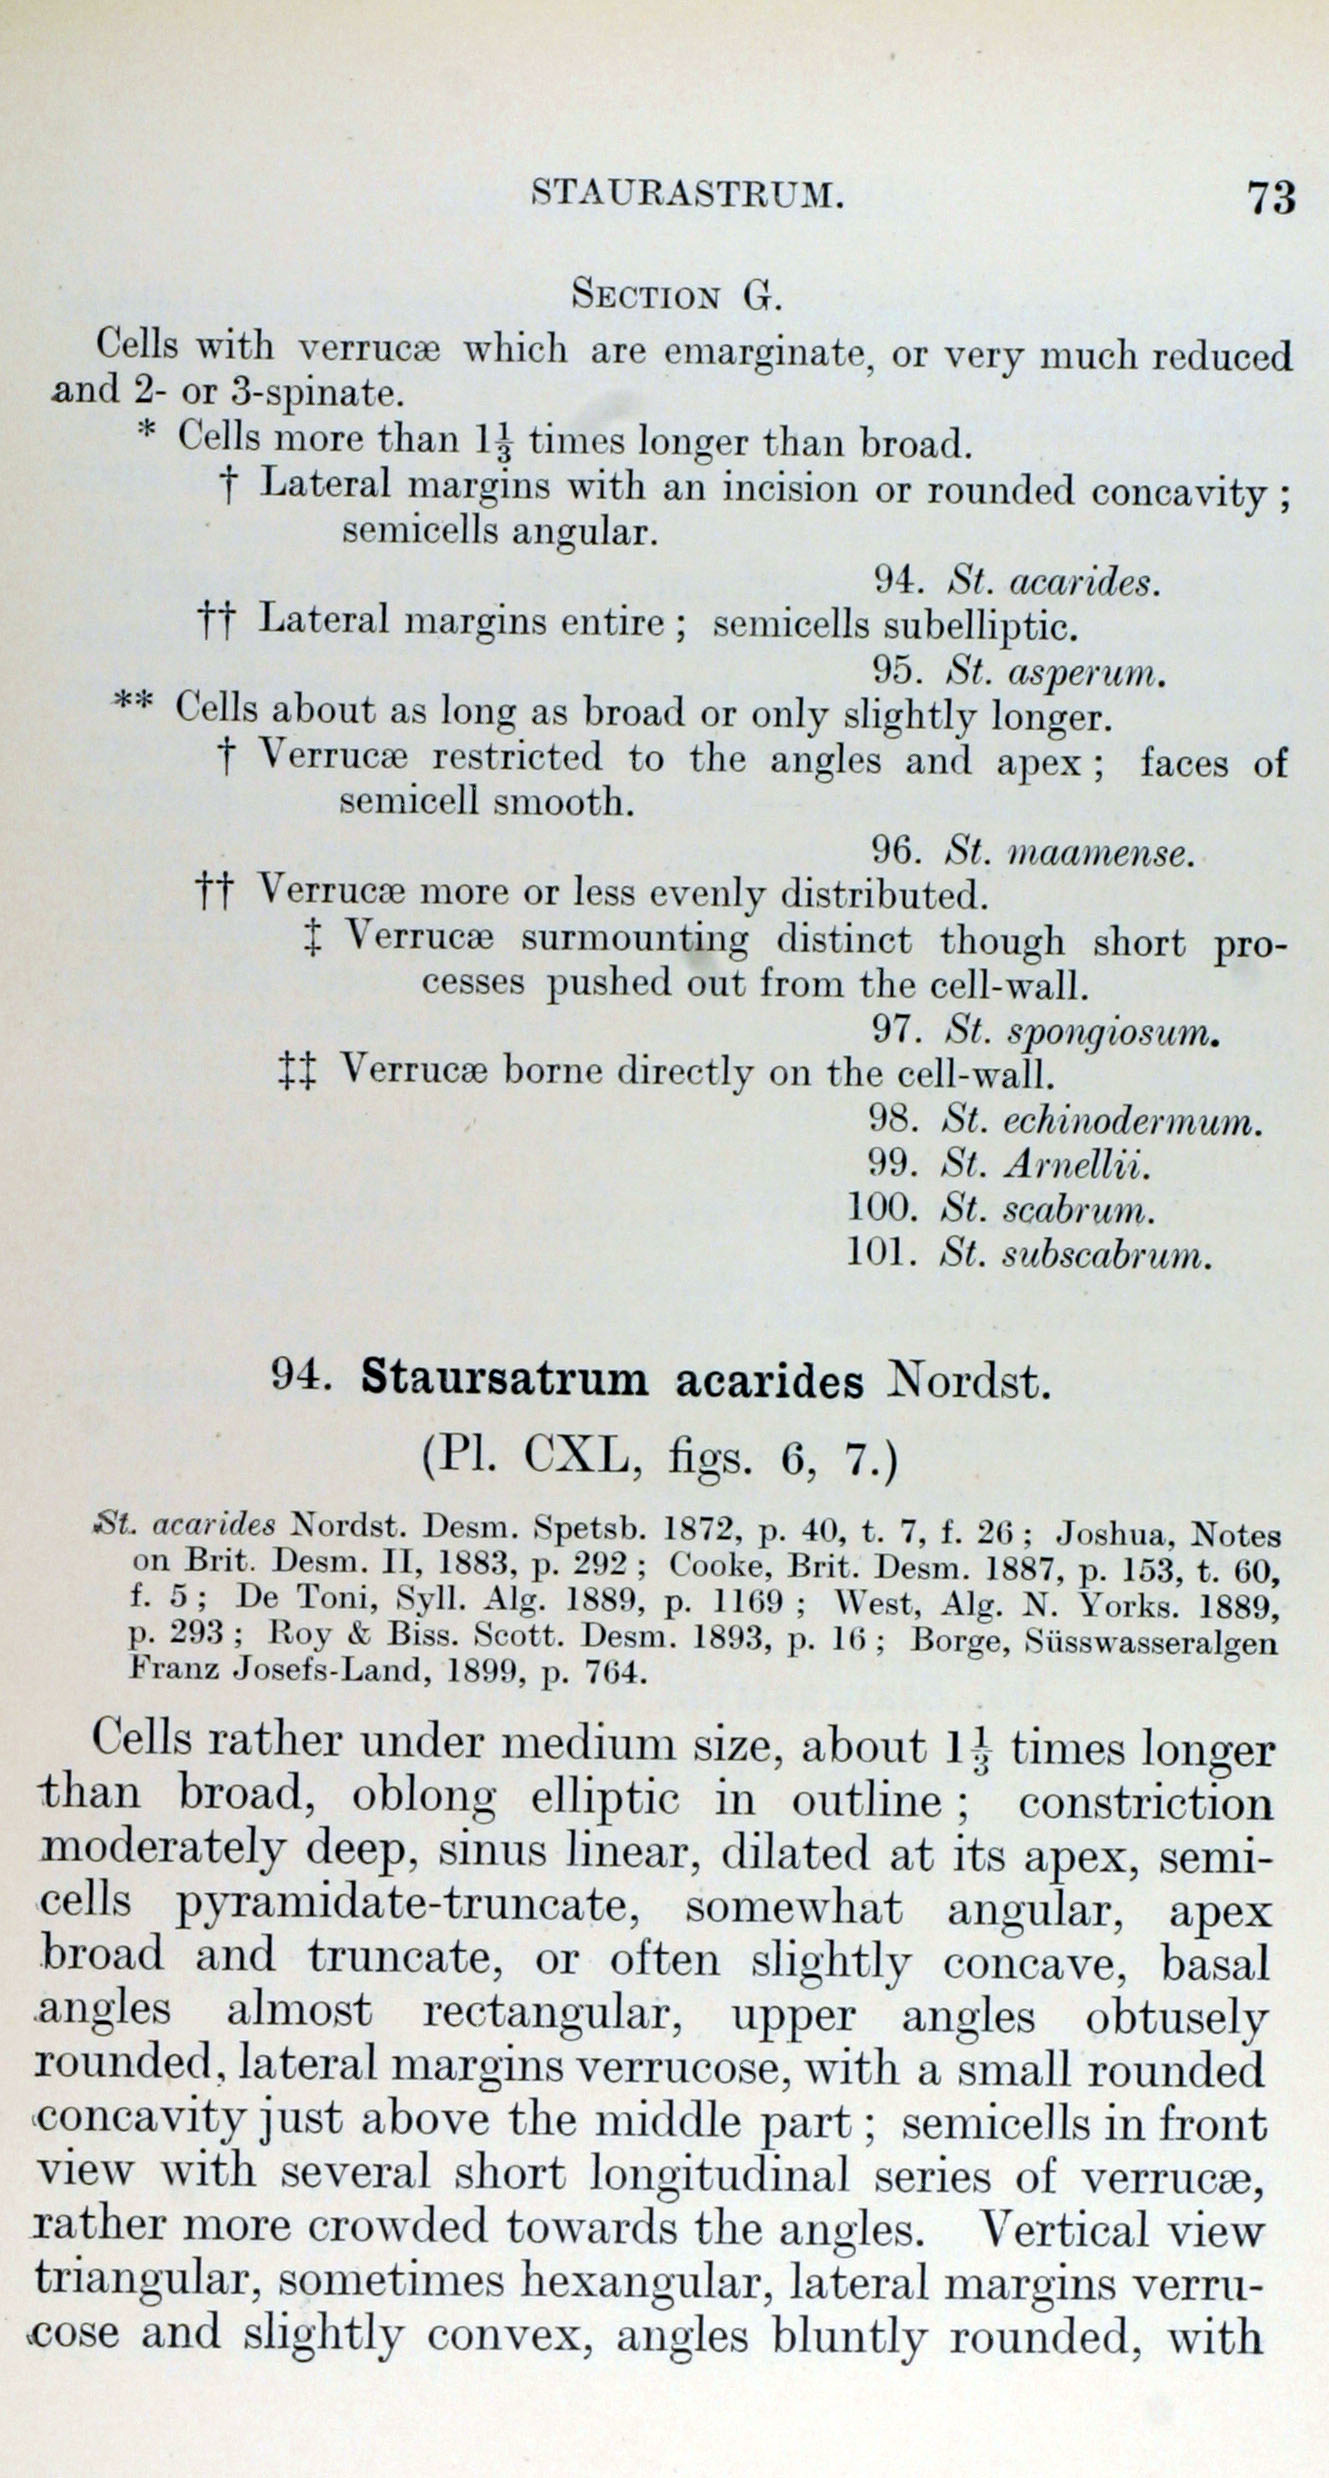 STAURASTRUM. 73
SECTION G.
Cells with verrucæ which are emarginate, or very much reduced
and 2- or 3-spinate.
* Cells more than 1⅓ times longer than broad.
† Lateral margins with an incision or rounded concavity ;
semicells angular.
94. St. acarides.
†† Lateral margins entire ; semicells subelliptic.
95. St. asperum.
** Cells about as long as broad or only slightly longer.
† Verrucæ restricted to the angles and apex ; faces of
semicell smooth.
96. St. maamense.
†† Verrucæ more or less evenly distributed.
‡ Verrucæ surmounting distinct though short pro-
cesses pushed out from the cell-wall.
97. St. spongiosum.
‡‡ Verrucæ borne directly on the cell-wall.
98. St. echinodermum.
99. St. Arnellii.
100. St. scabrum.
101. St. subscabrum.
94. Staursatrum acarides Nordst.
(Pl. CXL, figs. 6, 7.)
St. acarides Nordst. Desm. Spetsb. 1872, p. 40, t. 7, f. 26 ; Joshua, Notes
on Brit. Desm. II, 1883, p. 292 ; Cooke, Brit. Desm. 1887, p. 153, t. 60,
f. 5 ; De Toni, Syll. Alg. 1889, p. 1169 ; West, Alg. N. Yorks. 1889,
p. 293 ; Roy & Biss. Scott. Desm. 1893, p. 16 ; Borge, Süsswasseralgen
Franz Josefs-Land, 1899, p. 764.
Cells rather under medium size, about 1⅓ times longer
than broad, oblong elliptic in outline ; constriction
moderately deep, sinus linear, dilated at its apex, semi-
cells pyramidate-truncate, somewhat angular, apex
broad and truncate, or often slightly concave, basal
angles almost rectangular, upper angles obtusely
rounded, lateral margins verrucose, with a small rounded
concavity just above the middle part ; semicells in front
view with several short longitudinal series of verrucæ,
rather more crowded towards the angles. Vertical view
triangular, sometimes hexangular, lateral margins verru-
cose and slightly convex, angles bluntly rounded, with